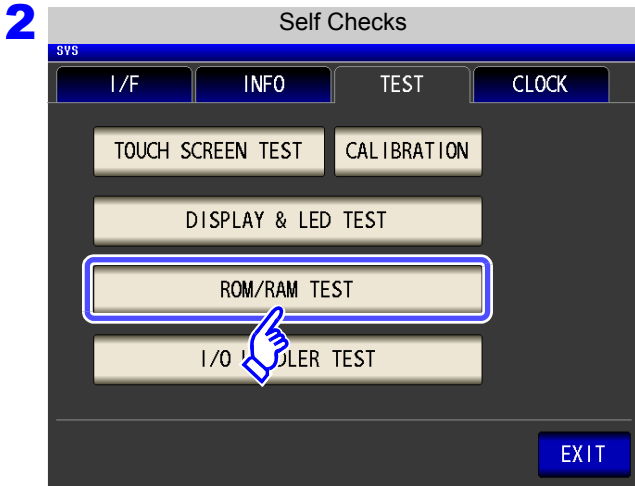 2
Self Checks
SYS
I/F INFO TEST CLOCK
TOUCH SCREEN TEST CALIBRATION
DISPLAY & LED TEST
ROM/RAM TEST
I/O TEST
EXIT